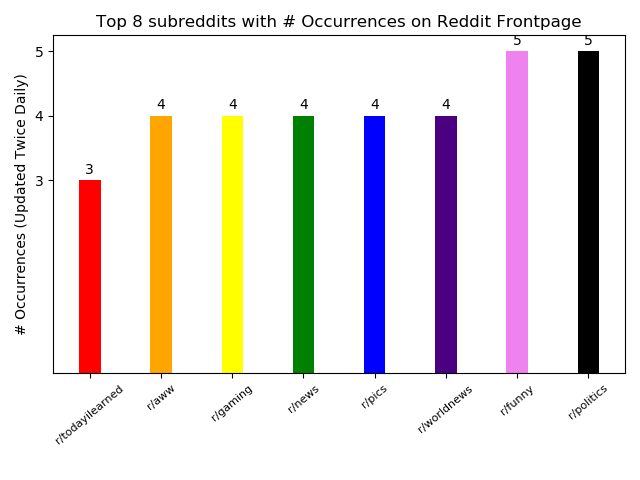 Top 8 subreddits with # Occurrences on Reddit Frontpage
# Occurrences (Updated Twice Daily)
5
4
3
3
4
4
4
4
4
5
5
r/todayilearned
r/aww
r/gaming
r/news
r/pics
r/worldnews
r/funny
r/politics